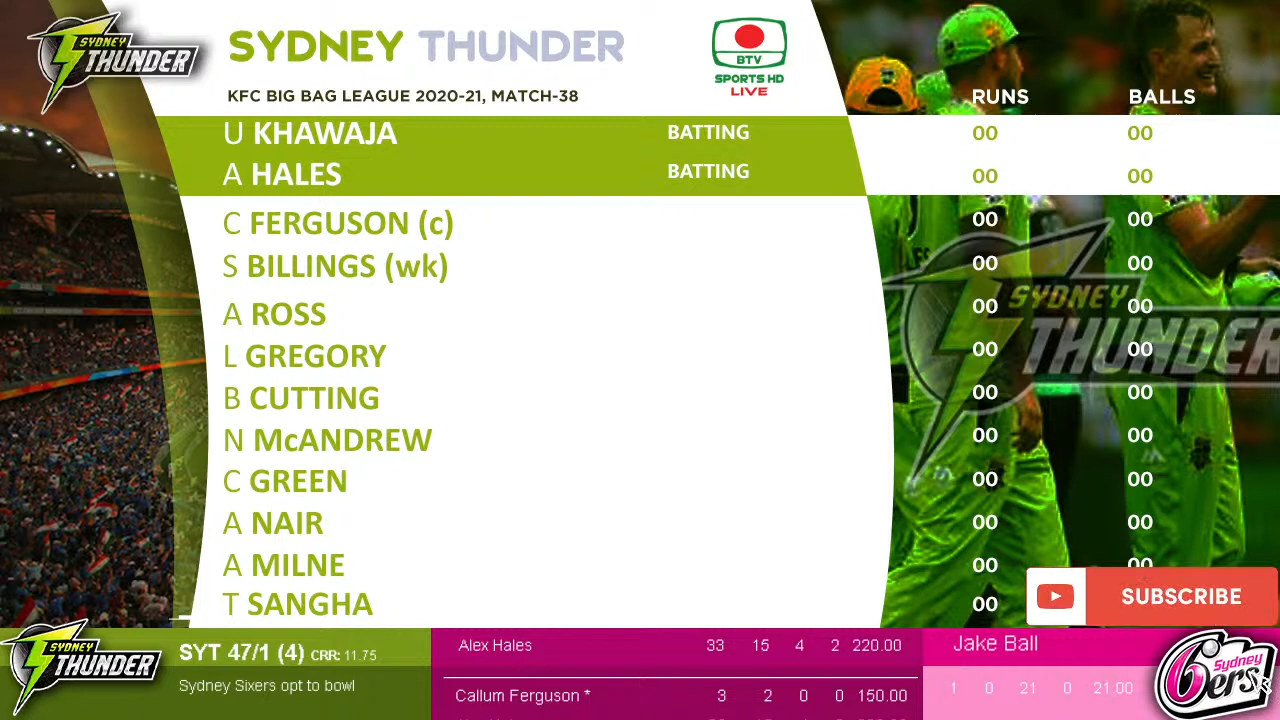 SYDNEY THUNDER
SYDNEY THUNDER
BTV
SPORTS HD
LIVE
KFC BIG BAG LEAGUE 2020-21, MATCH-38
RUNS BALLS
U KHAWAJA BATTING 00 00
A HALES BATTING 00 00
C FERGUSON (c) 00 00
S BILLINGS (wk) 00 00
A ROSS 00 00
L GREGORY 00 00
B CUTTING 00 00
N McANDREW 00 00
C GREEN 00 00
A NAIR 00 00
A MILNE 00 00
T SANGHA 00
SYDNEY THUNDER
SUBSCRIBE
SYDNEY THUNDER
SYT 47/1 (4) CRR: 11.75
Sydney Sixers opt to bowl
Alex Hales 33 15 4 2 220.00
Callum Ferguson * 3 2 0 0 150.00
Jake Ball
1 0 21 0 21.00
Sydney
6ers